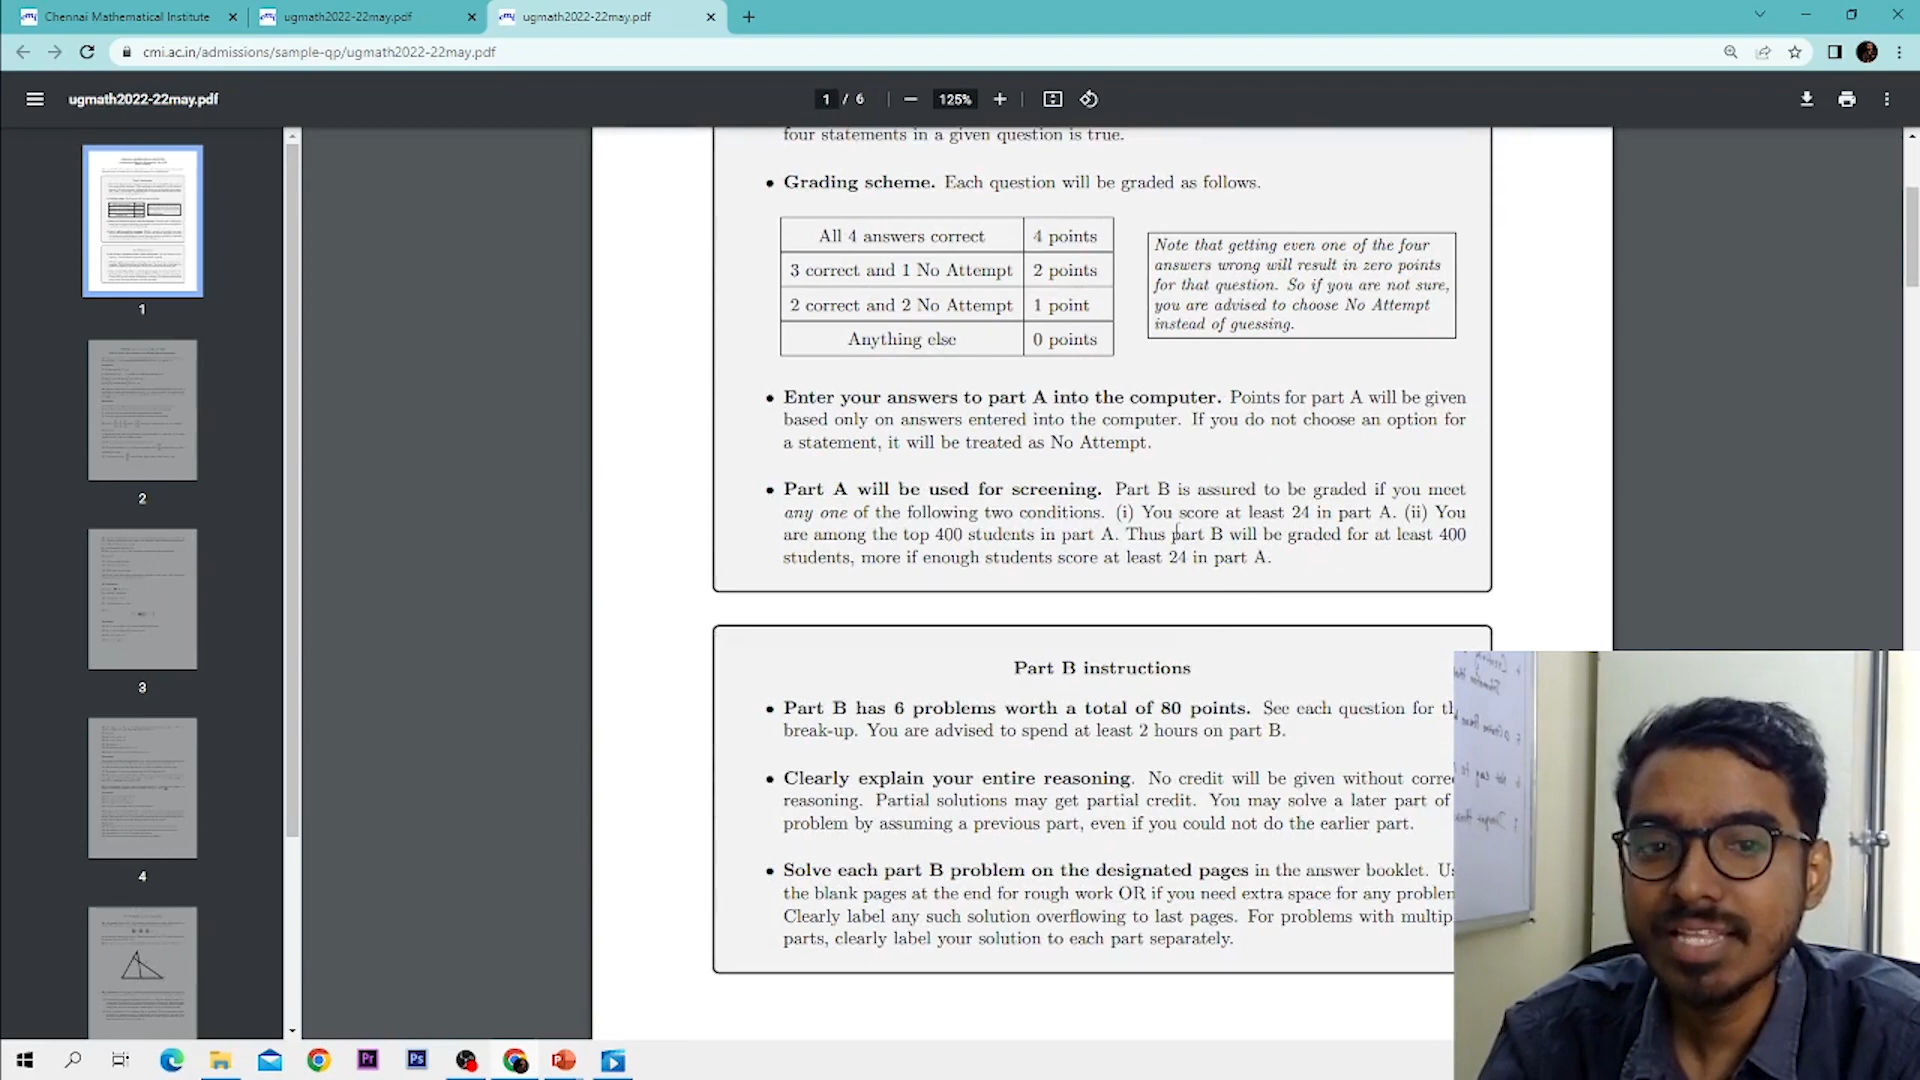 Chennai Mathematical Institute
ugmath2022-22may.pdf
ugmath2022-22may.pdf
cmi.ac.in/admissions/sample-qp/ugmath2022-22may.pdf
ugmath2022-22may.pdf
1 / 6
125%
four statements in a given question is true.
• Grading scheme. Each question will be graded as follows.
All 4 answers correct 4 points
3 correct and 1 No Attempt 2 points
2 correct and 2 No Attempt 1 point
Anything else 0 points
Note that getting even one of the four
answers wrong will result in zero points
for that question. So if you are not sure,
you are advised to choose No Attempt
instead of guessing.
• Enter your answers to part A into the computer. Points for part A will be given
based only on answers entered into the computer. If you do not choose an option for
a statement, it will be treated as No Attempt.
• Part A will be used for screening. Part B is assured to be graded if you meet
any one of the following two conditions. (i) You score at least 24 in part A. (ii) You
are among the top 400 students in part A. Thus part B will be graded for at least 400
students, more if enough students score at least 24 in part A.
Part B instructions
• Part B has 6 problems worth a total of 80 points. See each question for
break-up. You are advised to spend at least 2 hours on part B.
• Clearly explain your entire reasoning. No credit will be given without corre
reasoning. Partial solutions may get partial credit. You may solve a later part of
problem by assuming a previous part, even if you could not do the earlier part.
• Solve each part B problem on the designated pages in the answer booklet.
the blank pages at the end for rough work OR if you need extra space for any problem
Clearly label any such solution overflowing to last pages. For problems with multip
parts, clearly label your solution to each part separately.
1
2
3
4
Pr
Ps